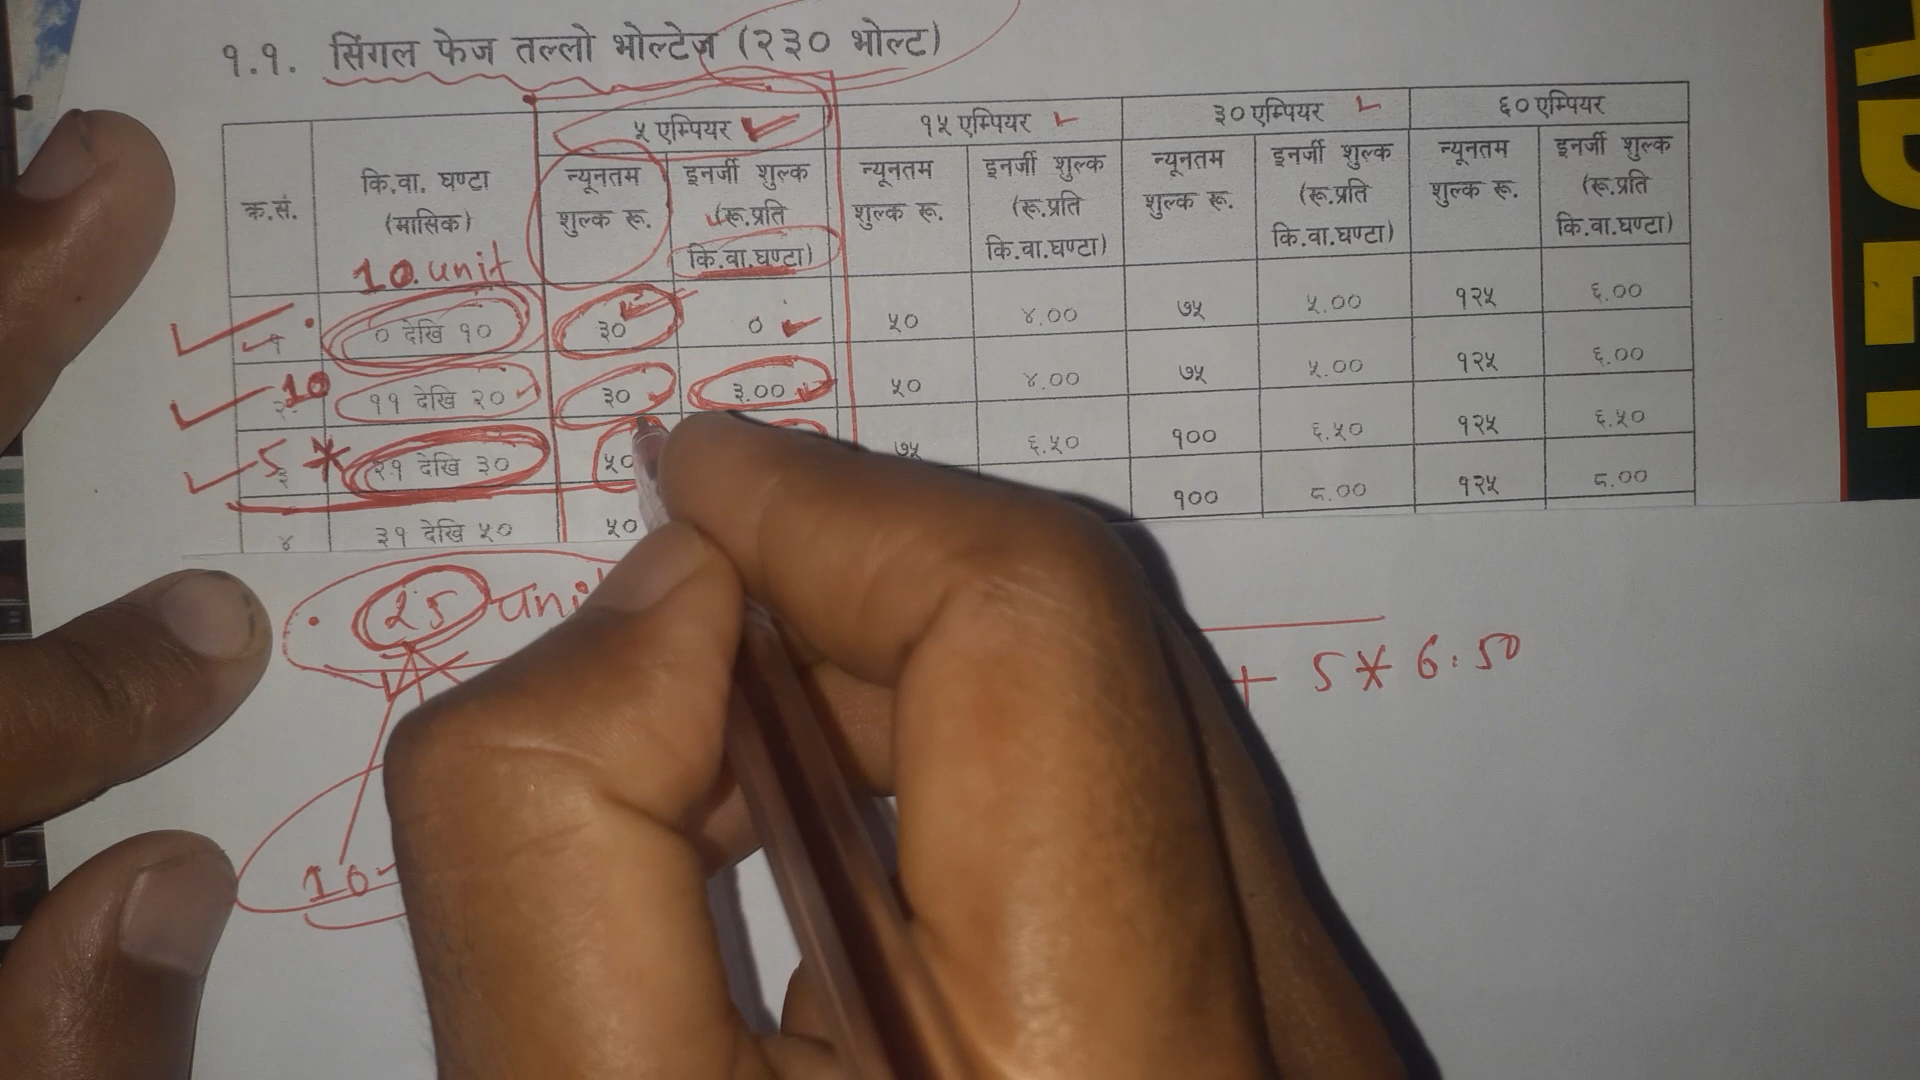 १.१. सिंगल फेज तल्लो भोल्टेज (२३० भोल्ट)
क्र.सं. कि.वा. घण्टा (मासिक) ५ एम्पियर १५ एम्पियर ३० एम्पियर ६० एम्पियर
न्यूनतम इनर्जी शुल्क न्यूनतम इनर्जी शुल्क न्यूनतम इनर्जी शुल्क न्यूनतम इनर्जी शुल्क
शुल्क रू. (रू.प्रति शुल्क रू. (रू.प्रति शुल्क रू. (रू.प्रति शुल्क रू. (रू.प्रति
कि.वा.घण्टा) कि.वा.घण्टा) कि.वा.घण्टा) कि.वा.घण्टा)
10. unit
१ ० देखि १० ३० ० ५० ४.०० ७५ ५.०० १२५ ६.००
10
२ ११ देखि २० ३० ३.०० ५० ४.०० ७५ ५.०० १२५ ६.००
5 *
३ २१ देखि ३० ५० ७५ ६.५० १०० ६.५० १२५ ६.५०
४ ३१ देखि ५० ५० १०० ८.०० १२५ ८.००
25
+ 5 * 6.50
10